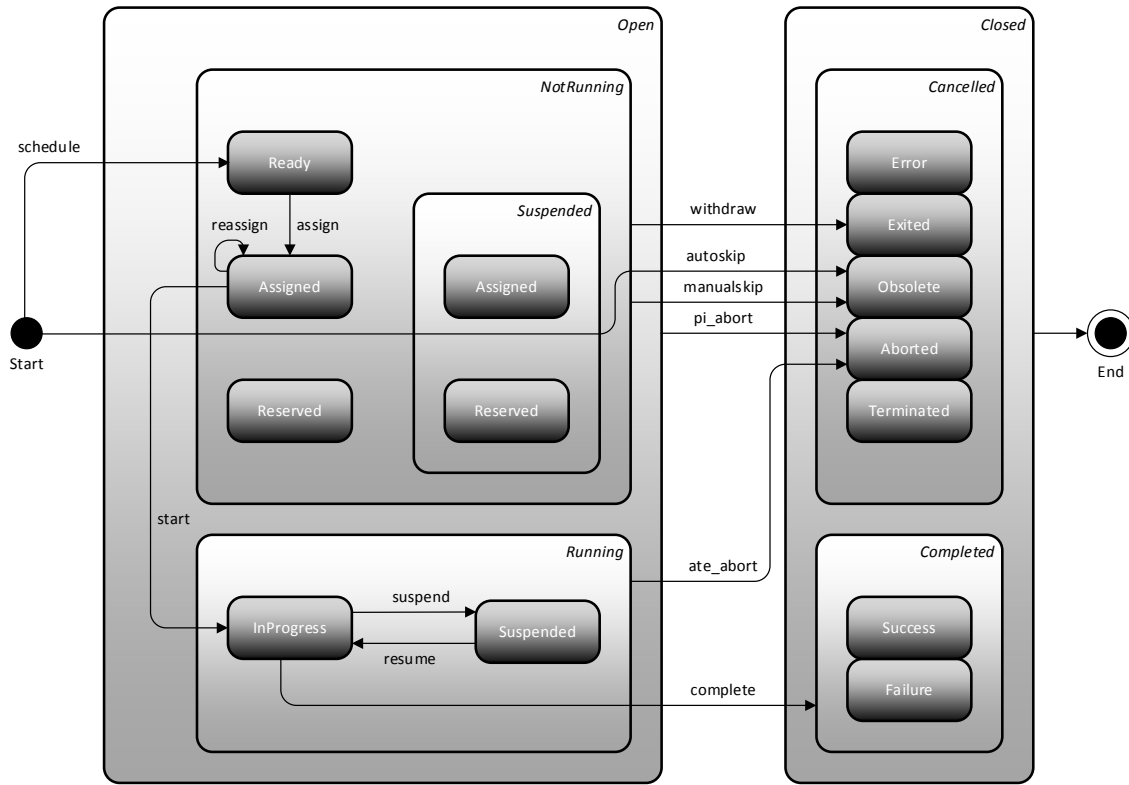 Open
Closed
NotRunning
Cancelled
schedule
Ready
Error
Suspended
withdraw
Exited
reassign
assign
autoskip
Assigned
Assigned
manualskip
Obsolete
pi_abort
Aborted
Start
End
Reserved
Reserved
Terminated
start
Running
ate_abort
Completed
suspend
InProgress
Suspended
Success
resume
complete
Failure